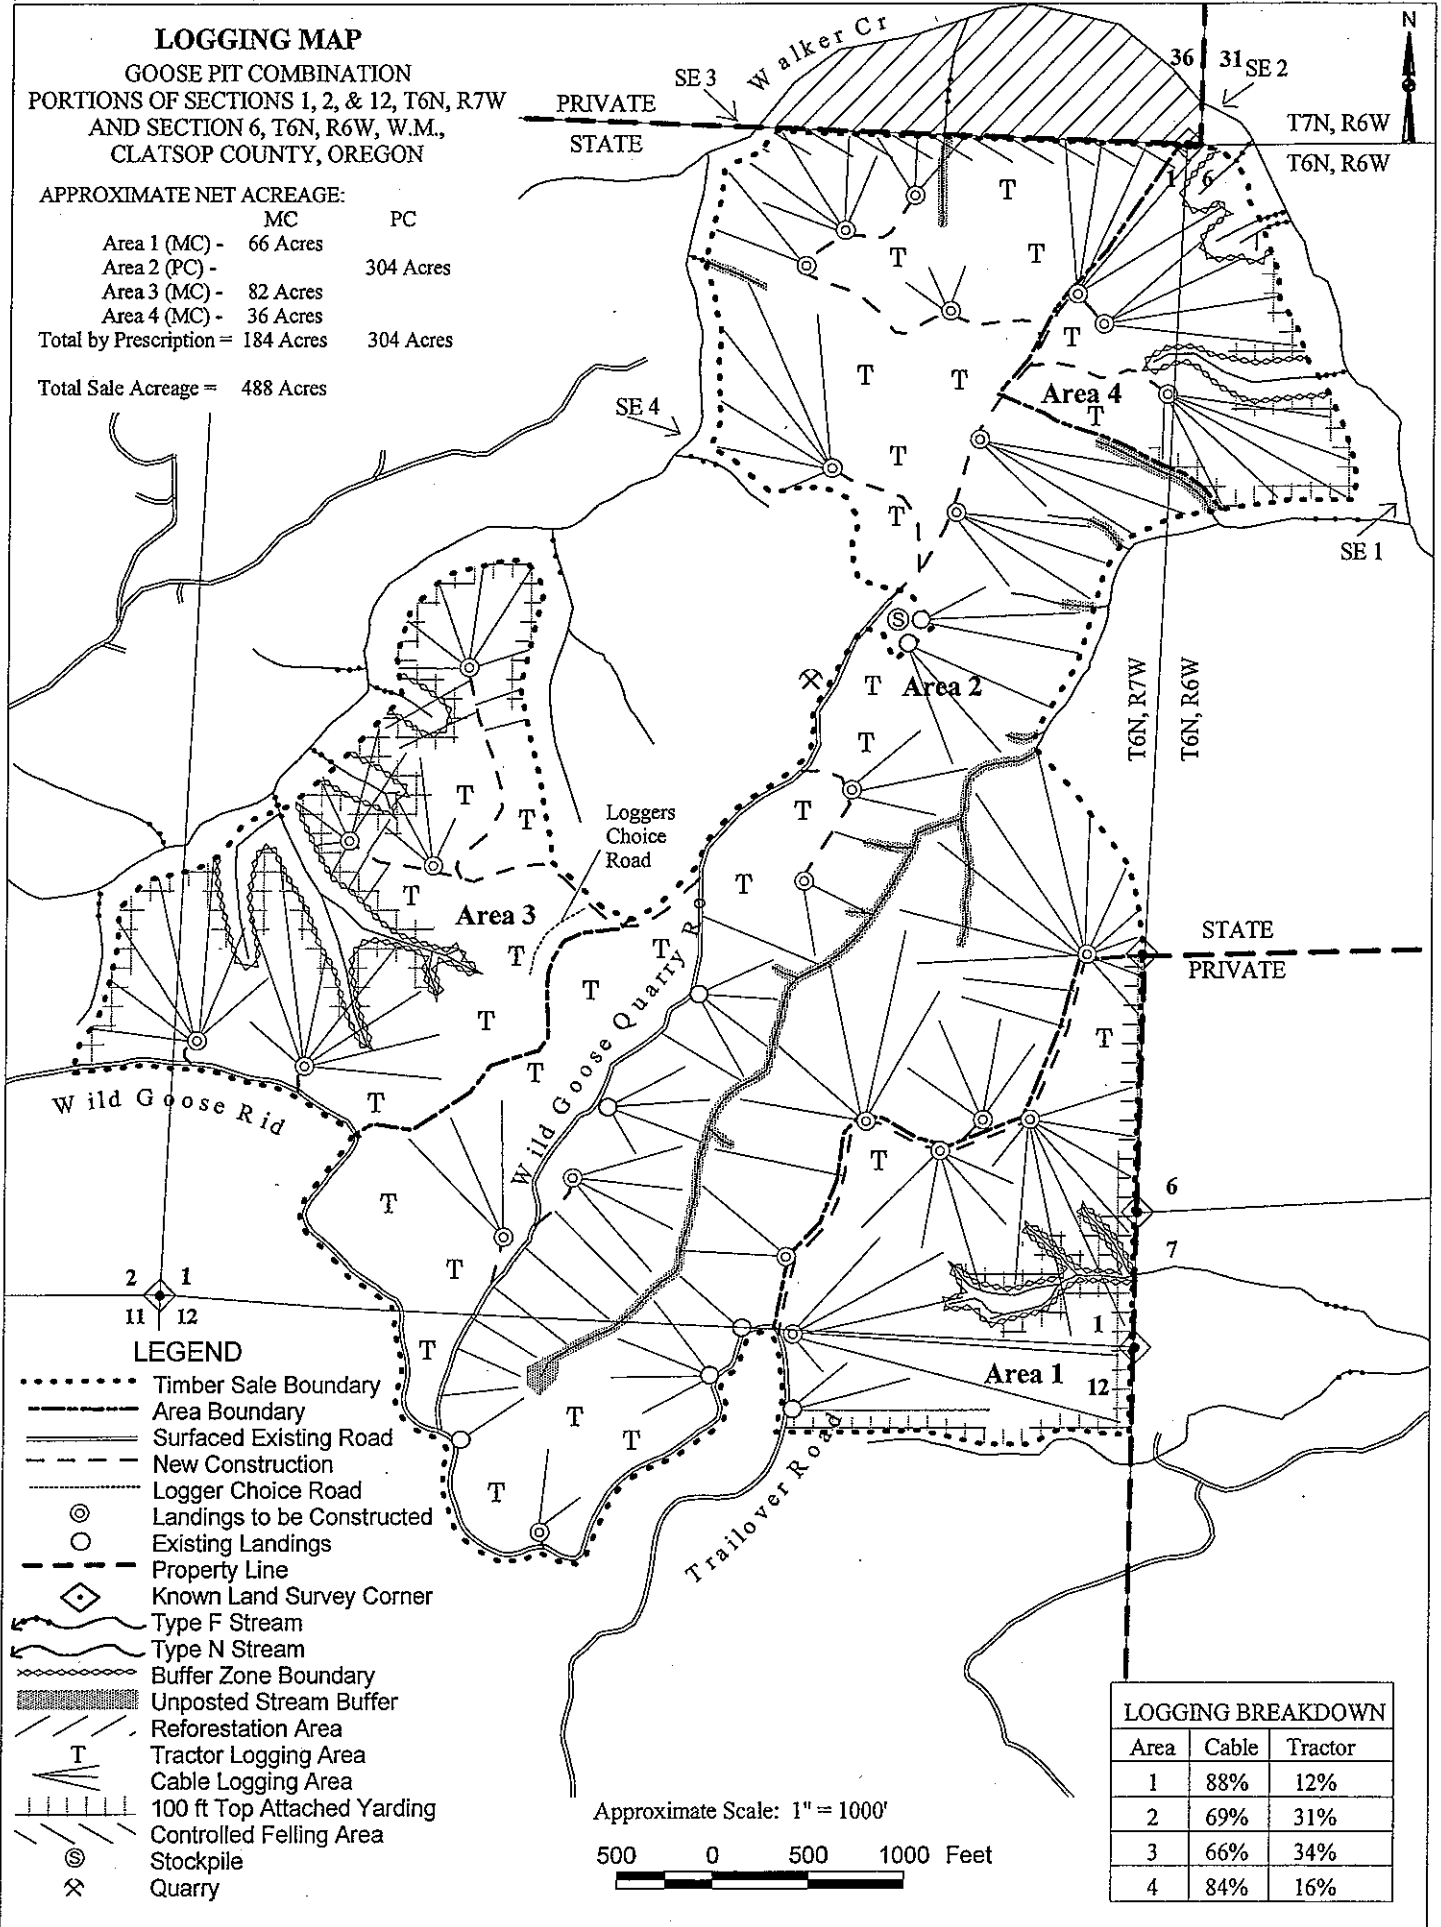 LOGGING MAP
GOOSE PIT COMBINATION
PORTIONS OF SECTIONS 1, 2, & 12, T6N, R7W
AND SECTION 6, T6N, R6W, W.M.,
CLATSOP COUNTY, OREGON
APPROXIMATE NET ACREAGE:
MC PC
Area 1 (MC) - 66 Acres
Area 2 (PC) - 304 Acres
Area 3 (MC) - 82 Acres
Area 4 (MC) - 36 Acres
Total by Prescription = 184 Acres 304 Acres
Total Sale Acreage = 488 Acres
Walker Cr
SE 3
PRIVATE
STATE
36 31
SE 2
N
T7N, R6W
T6N, R6W
1 6
T
T
T
T
T
T
Area 4
T
SE 4
T
T
SE 1
S
T
Area 2
T6N, R7W
T6N, R6W
T
T
T
T
Loggers
Choice
Road
T
T
Area 3
T
T
T
STATE
PRIVATE
T
T
T
T
Wild Goose Quarry R
Wild Goose Rid
T
T
T
6
7
T
2 1
11 12
T
1
Area 1
12
T
T
T
Trailover Road
LEGEND
Timber Sale Boundary
Area Boundary
Surfaced Existing Road
New Construction
Logger Choice Road
Landings to be Constructed
Existing Landings
Property Line
Known Land Survey Corner
Type F Stream
Type N Stream
Buffer Zone Boundary
Unposted Stream Buffer
Reforestation Area
T Tractor Logging Area
Cable Logging Area
100 ft Top Attached Yarding
Controlled Felling Area
S Stockpile
Quarry
Approximate Scale: 1" = 1000'
500 0 500 1000 Feet
LOGGING BREAKDOWN
Area Cable Tractor
1 88% 12%
2 69% 31%
3 66% 34%
4 84% 16%